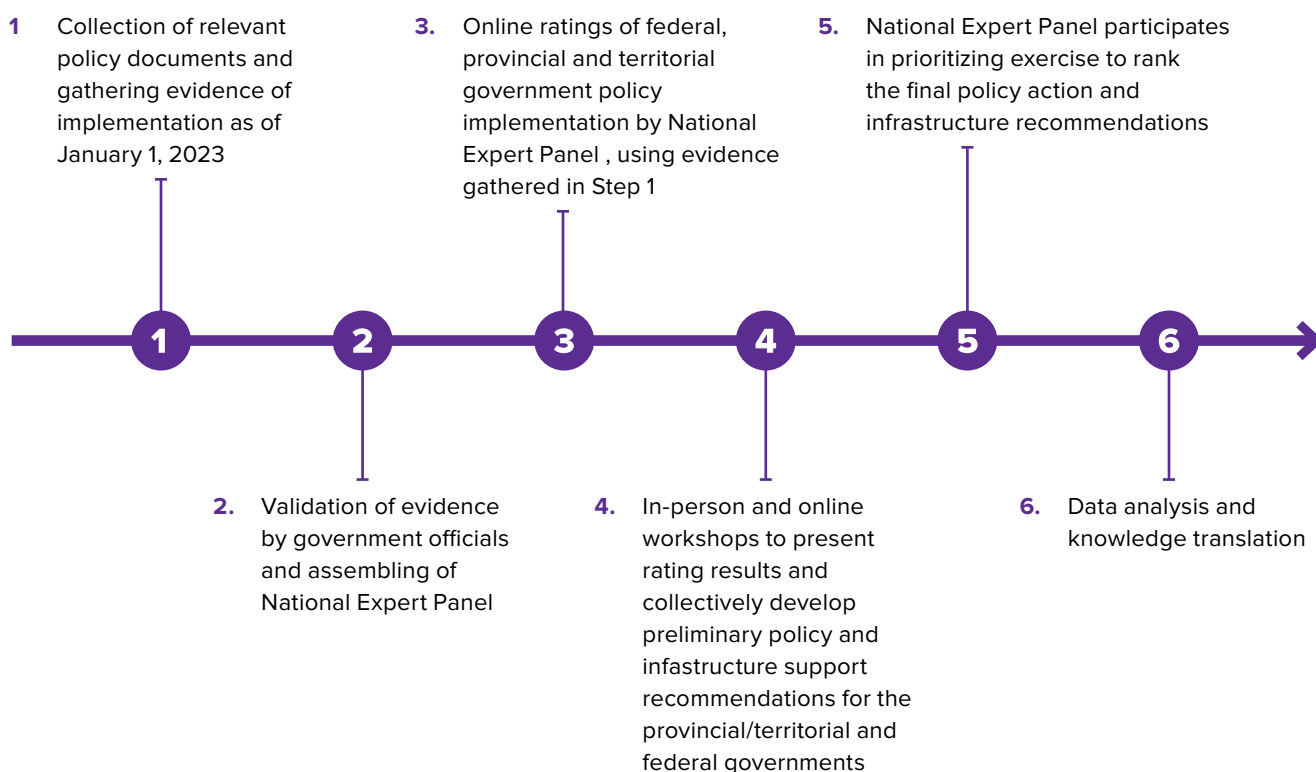 1 Collection of relevant
policy documents and
gathering evidence of
implementation as of
January 1, 2023
3. Online ratings of federal,
provincial and territorial
government policy
implementation by National
Expert Panel , using evidence
gathered in Step 1
5. National Expert Panel participates
in prioritizing exercise to rank
the final policy action and
infrastructure recommendations
1 2 3 4 5 6
2. Validation of evidence
by government officials
and assembling of
National Expert Panel
4. In-person and online
workshops to present
rating results and
collectively develop
preliminary policy and
infastructure support
recommendations for the
provincial/territorial and
federal governments
6. Data analysis and
knowledge translation